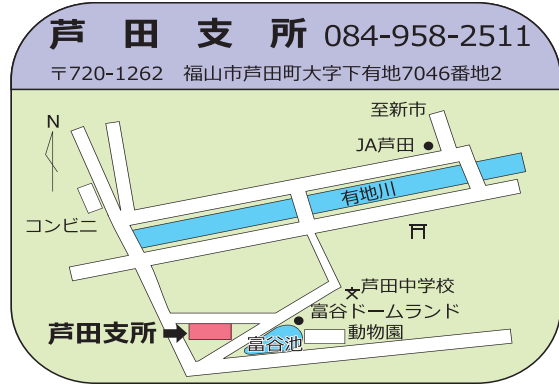 芦田支所 084-958-2511
〒720-1262 福山市芦田町大字下有地7046番地2
至新市
N
JA芦田
有地川
コンビニ
芦田中学校
富谷ドームランド
芦田支所
動物園
富谷池